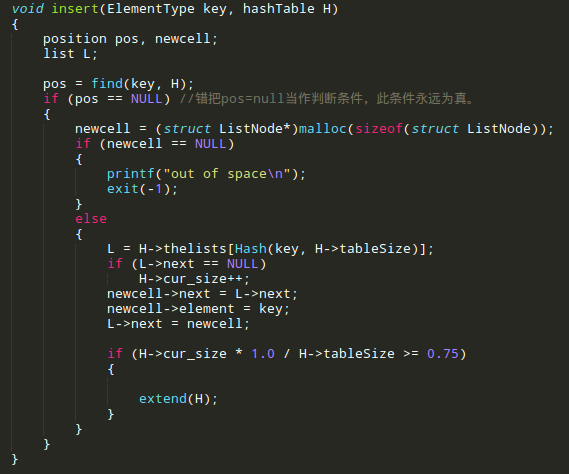 void insert(ElementType key, hashTable H)
{
    position pos, newcell;
    list L;

    pos = find(key, H);
    if (pos == NULL) //错把pos=null当作判断条件，此条件永远为真。
    {
        newcell = (struct ListNode*)malloc(sizeof(struct ListNode));
        if (newcell == NULL)
        {
            printf("out of space\n");
            exit(-1);
        }
        else
        {
            L = H->thelists[Hash(key, H->tableSize)];
            if (L->next == NULL)
                H->cur_size++;
            newcell->next = L->next;
            newcell->element = key;
            L->next = newcell;

            if (H->cur_size * 1.0 / H->tableSize >= 0.75)
            {

                extend(H);
            }
        }
    }
}